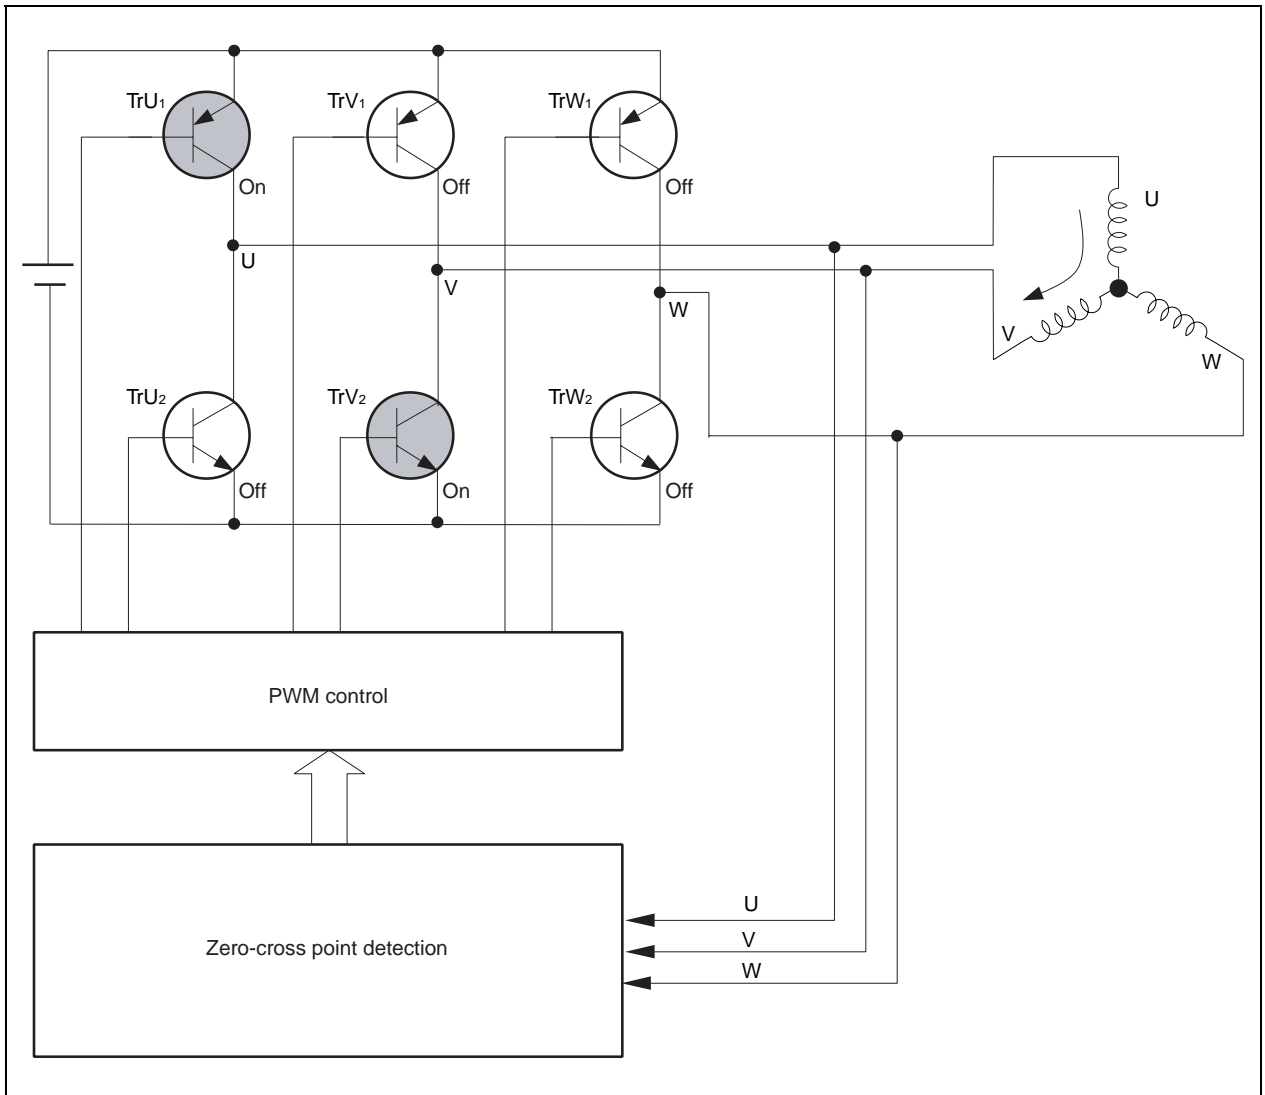 TrU1
TrV1
TrW1
On
Off
Off
U
V
W
U
V
W
TrU2
TrV2
TrW2
Off
On
Off
PWM control
Zero-cross point detection
U
V
W